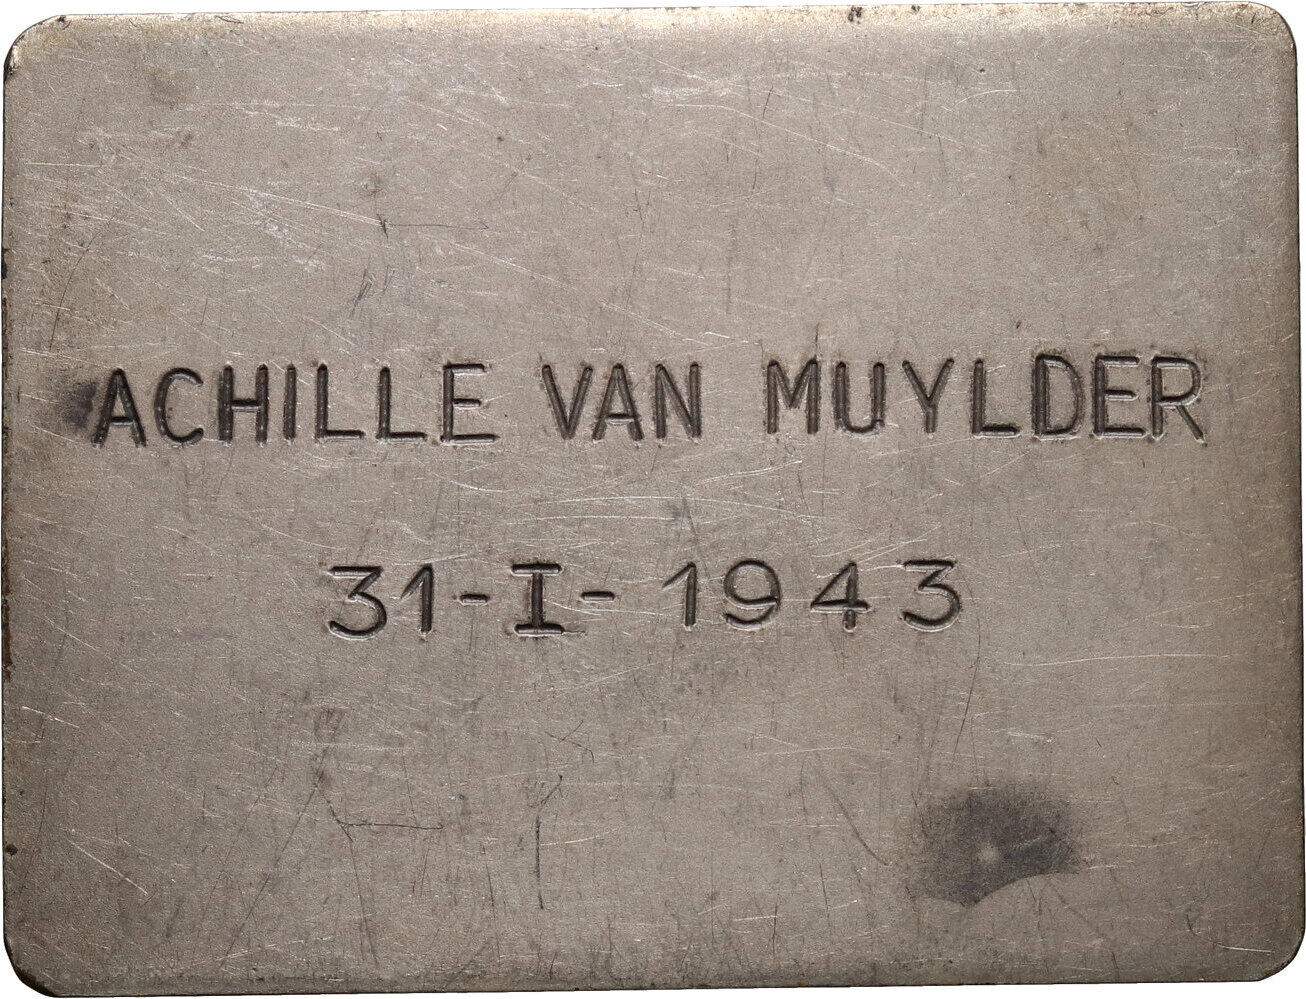 ACHILLE VAN MUYLDER
31-I-1943